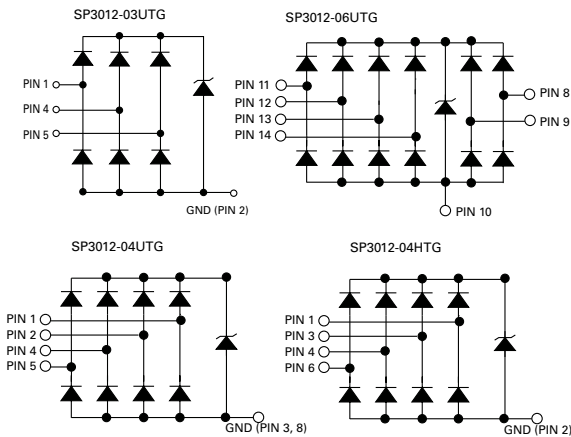 SP3012-03UTG
PIN 1
PIN 4
PIN 5
GND (PIN 2)
SP3012-06UTG
PIN 11
PIN 12
PIN 13
PIN 14
PIN 8
PIN 9
PIN 10
SP3012-04UTG
PIN 1
PIN 2
PIN 4
PIN 5
GND (PIN 3, 8)
SP3012-04HTG
PIN 1
PIN 3
PIN 4
PIN 6
GND (PIN 2)